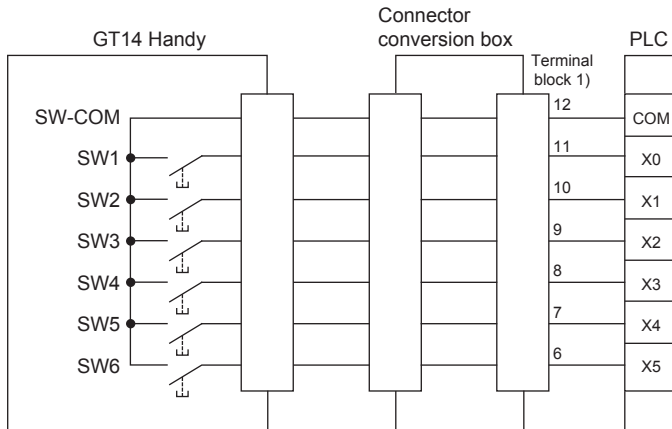 Connector
GT14 Handy
conversion box
PLC
Terminal
block 1)
SW-COM
12
COM
SW1
11
X0
SW2
10
X1
SW3
9
X2
SW4
8
X3
SW5
7
X4
SW6
6
X5